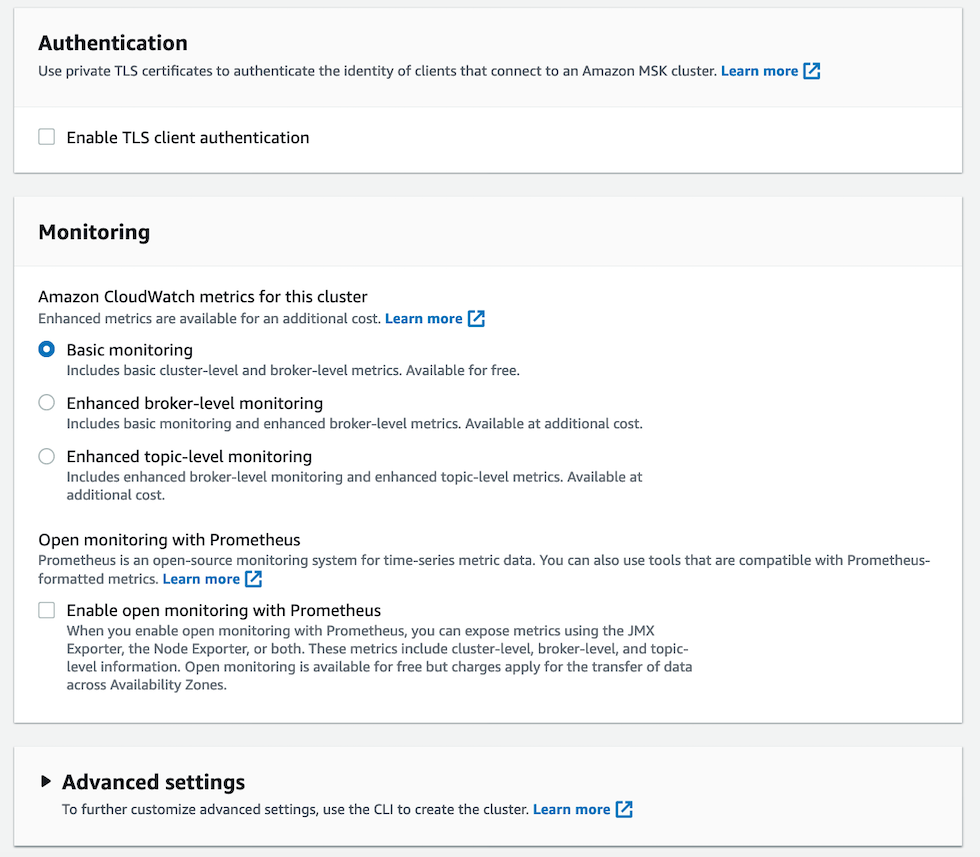 Authentication
Use private TLS certificates to authenticate the identity of clients that connect to an Amazon MSK cluster. Learn more
Enable TLS client authentication
Monitoring
Amazon CloudWatch metrics for this cluster
Enhanced metrics are available for an additional cost. Learn more
Basic monitoring
Includes basic cluster-level and broker-level metrics. Available for free.
Enhanced broker-level monitoring
Includes basic monitoring and enhanced broker-level metrics. Available at additional cost.
Enhanced topic-level monitoring
Includes enhanced broker-level monitoring and enhanced topic-level metrics. Available at
additional cost.
Open monitoring with Prometheus
Prometheus is an open-source monitoring system for time-series metric data. You can also use tools that are compatible with Prometheus-
formatted metrics. Learn more
Enable open monitoring with Prometheus
When you enable open monitoring with Prometheus, you can expose metrics using the JMX
Exporter, the Node Exporter, or both. These metrics include cluster-level, broker-level, and topic-
level information. Open monitoring is available for free but charges apply for the transfer of data
across Availability Zones.
Advanced settings
To further customize advanced settings, use the CLI to create the cluster. Learn more